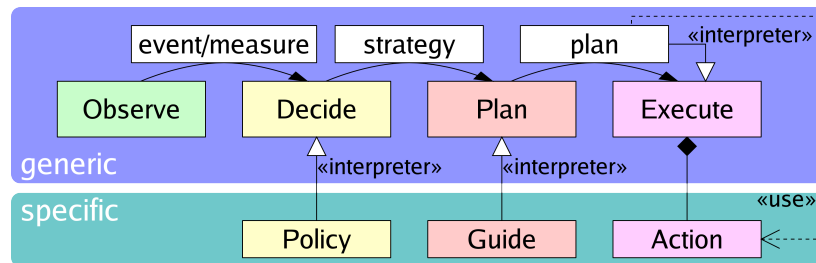 event/measure strategy plan «interpreter»
Observe Decide Plan Execute
generic «interpreter» «interpreter»
specific «use»
Policy Guide Action